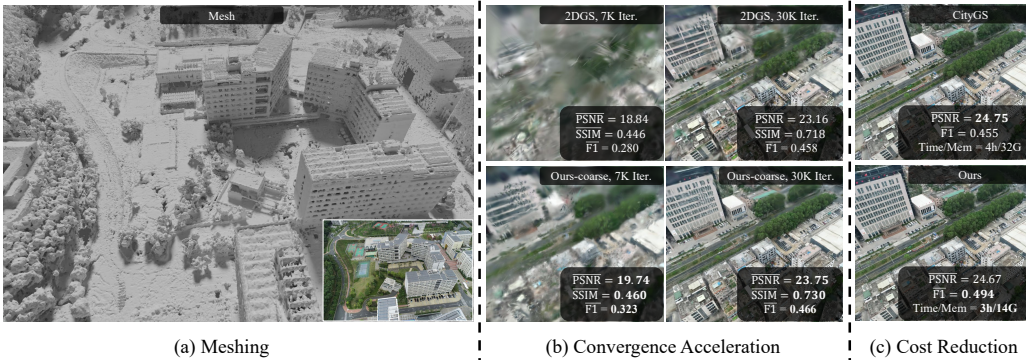 Mesh
(a) Meshing
2DGS, 7K Iter.
PSNR = 18.84
SSIM = 0.446
F1 = 0.280
2DGS, 30K Iter.
PSNR = 23.16
SSIM = 0.718
F1 = 0.458
Ours-coarse, 7K Iter.
PSNR = 19.74
SSIM = 0.460
F1 = 0.323
Ours-coarse, 30K Iter.
PSNR = 23.75
SSIM = 0.730
F1 = 0.466
(b) Convergence Acceleration
CityGS
PSNR = 24.75
F1 = 0.455
Time/Mem = 4h/32G
Ours
PSNR = 24.67
F1 = 0.494
Time/Mem = 3h/14G
(c) Cost Reduction